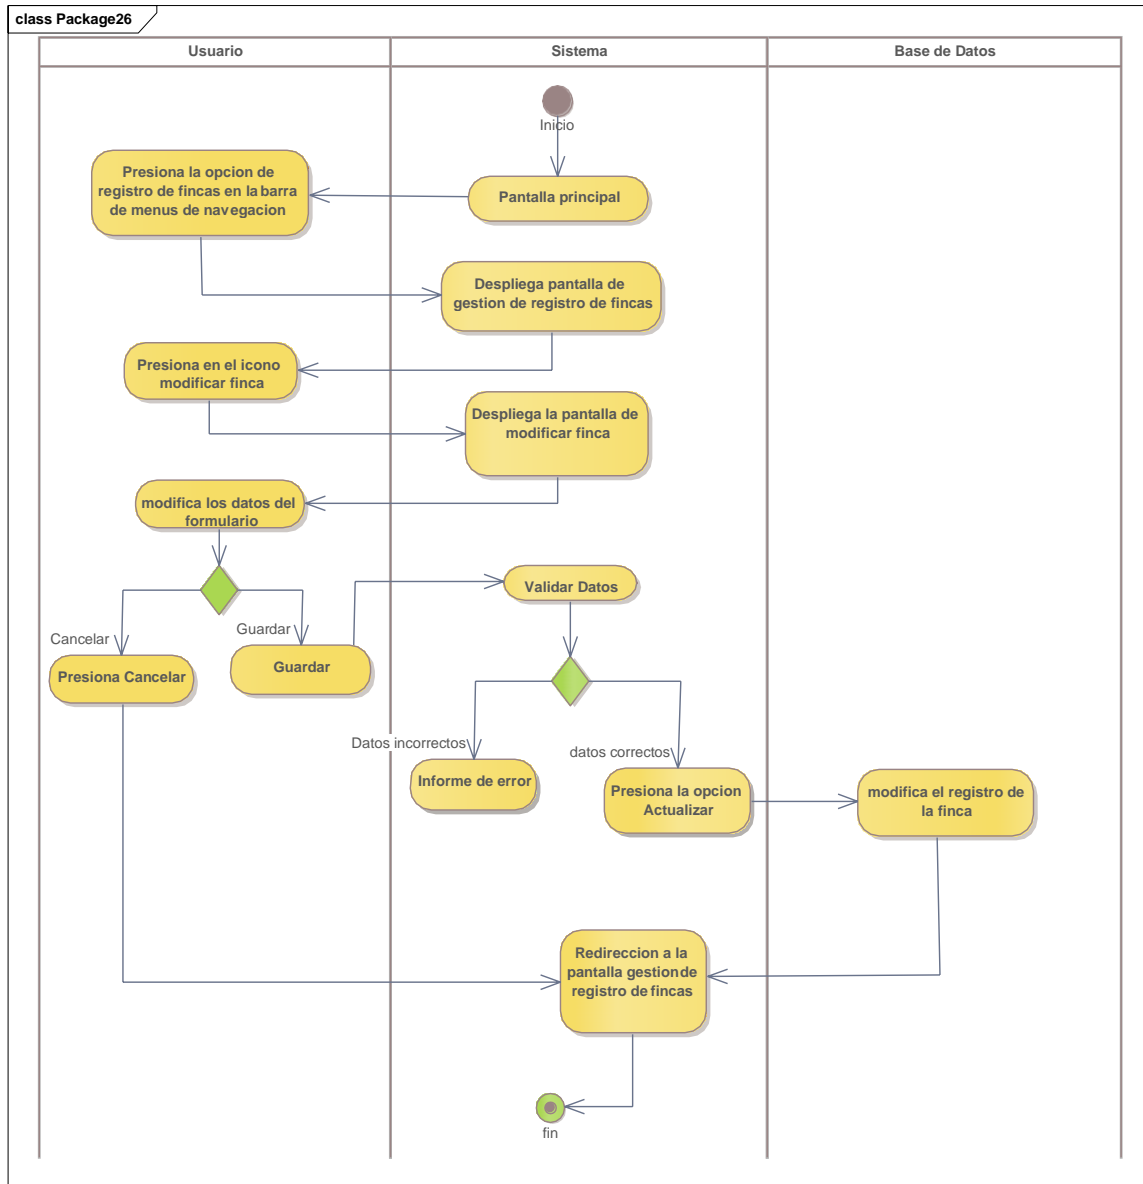 class Package26
Usuario
Sistema
Base de Datos
Inicio
Presiona la opcion de
registro de fincas en la barra
de menus de navegacion
Pantalla principal
Despliega pantalla de
gestion de registro de fincas
Presiona en el icono
modificar finca
Despliega la pantalla de
modificar finca
modifica los datos del
formulario
Validar Datos
Cancelar
Guardar
Presiona Cancelar
Guardar
Datos incorrectos
datos correctos
Informe de error
Presiona la opcion
Actualizar
modifica el registro de
la finca
Redireccion a la
pantalla gestion de
registro de fincas
fin